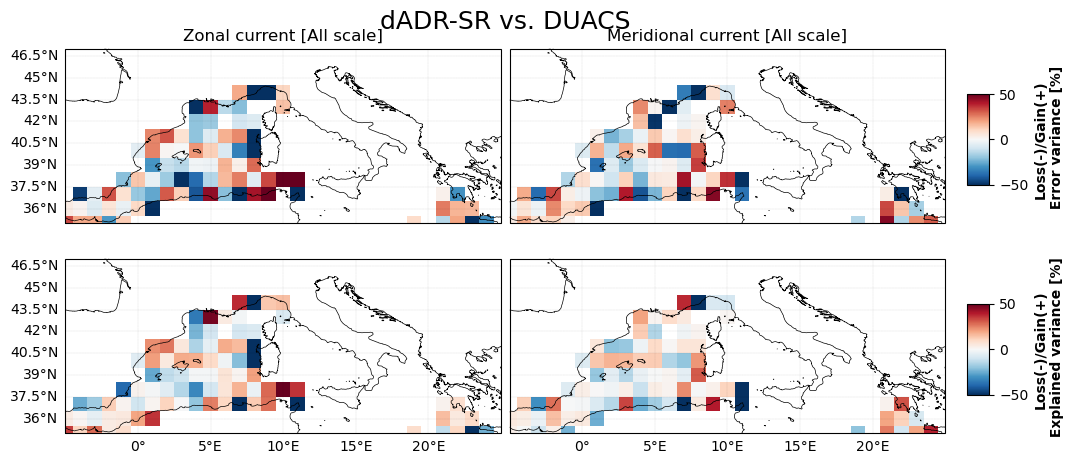 dADR-SR vs. DUACS
Zonal current [All scale]
Meridional current [All scale]
46.5°N
45°N
43.5°N
42°N
40.5°N
39°N
37.5°N
36°N
50
0
−50
Loss(-)/Gain(+)
Error variance [%]
46.5°N
45°N
43.5°N
42°N
40.5°N
39°N
37.5°N
36°N
0°
5°E
10°E
15°E
20°E
0°
5°E
10°E
15°E
20°E
50
0
−50
Loss(-)/Gain(+)
Explained variance [%]